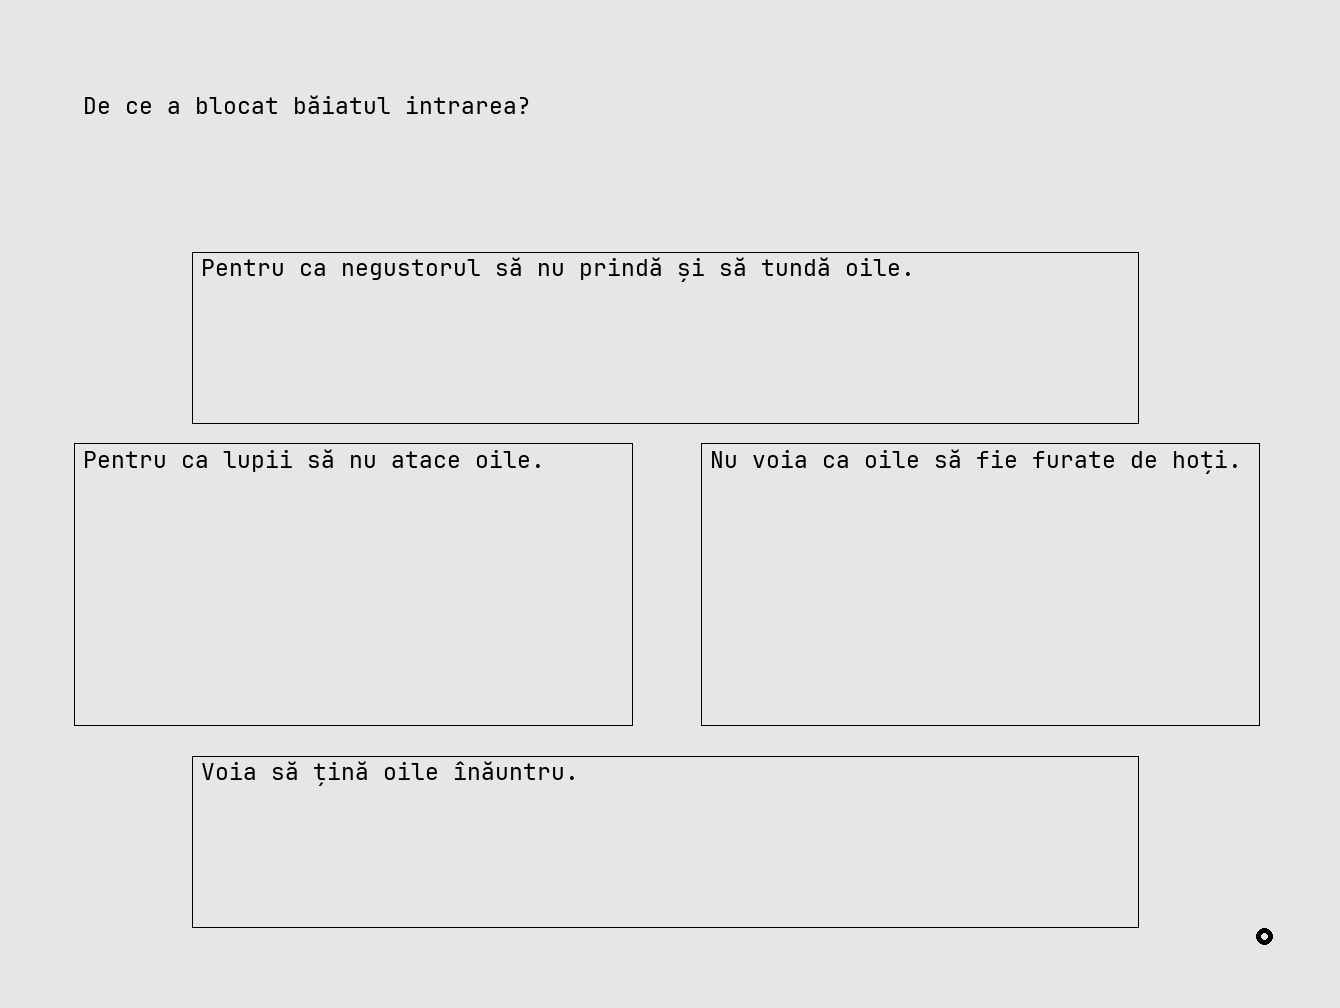 De ce a blocat băiatul intrarea?
Pentru ca negustorul să nu prindă și să tundă oile.
Pentru ca lupii să nu atace oile.
Nu voia ca oile să fie furate de hoți.
Voia să țină oile înăuntru.